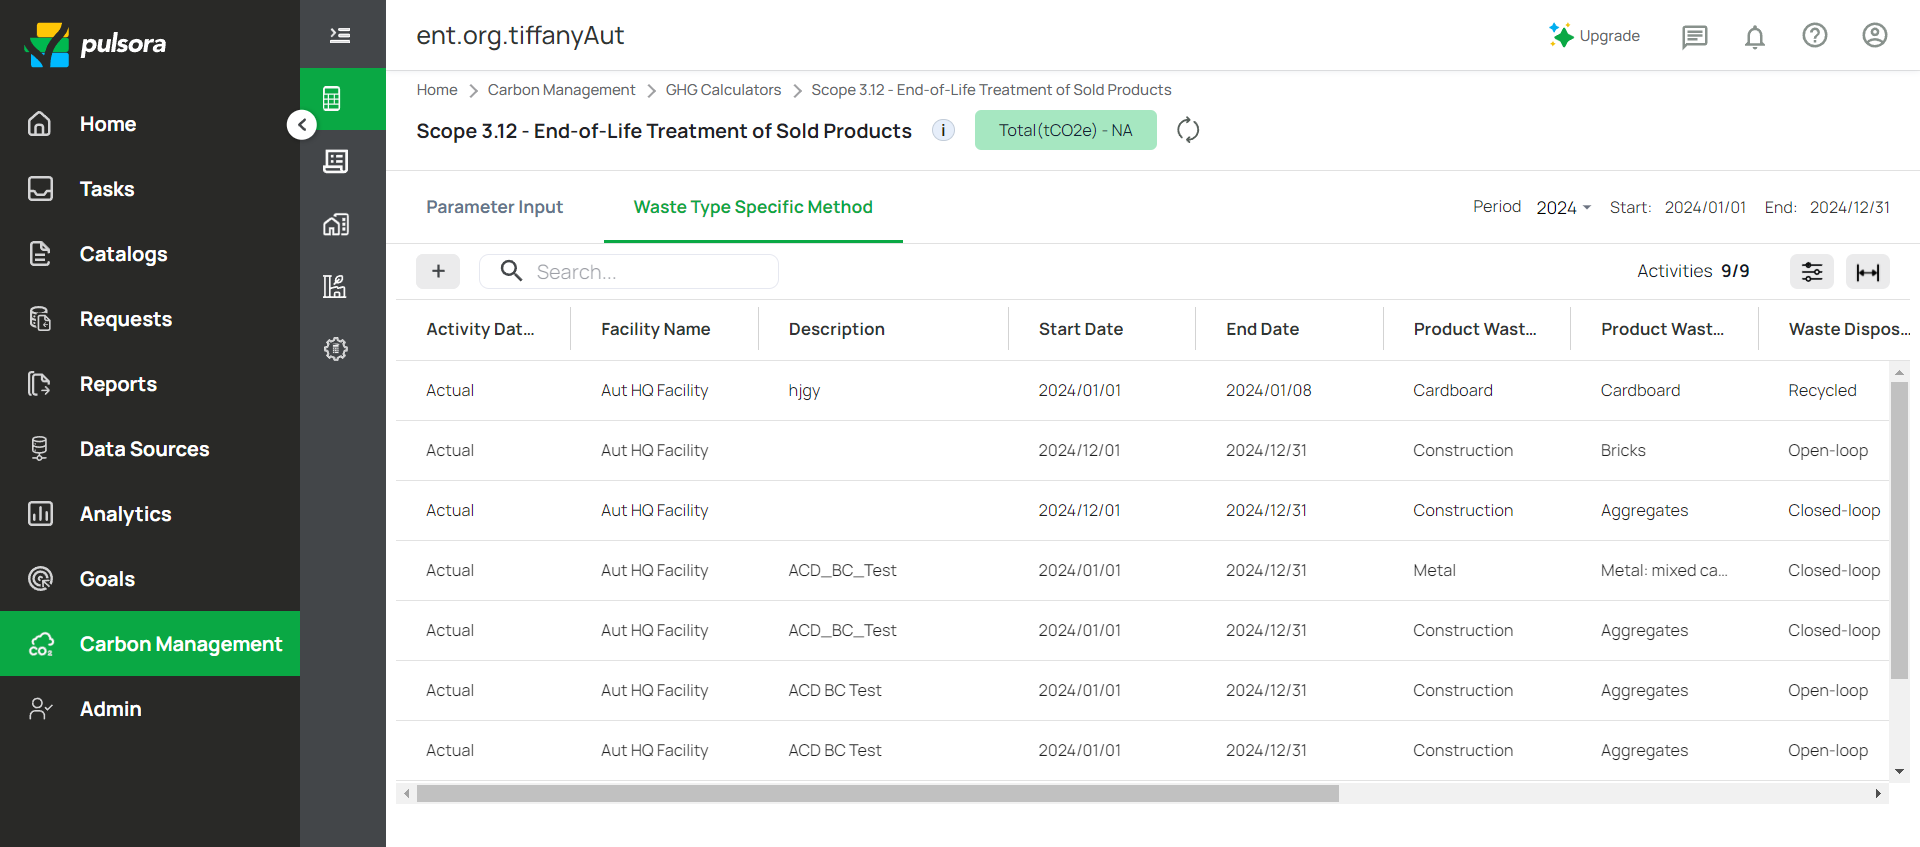 pulsora
Home
Tasks
Catalogs
Requests
Reports
Data Sources
Analytics
Goals
CO₂ Carbon Management
Admin
ent.org.tiffanyAut
Upgrade
Home > Carbon Management > GHG Calculators > Scope 3.12 - End-of-Life Treatment of Sold Products
Scope 3.12 - End-of-Life Treatment of Sold Products i Total(tCO2e) - NA
Parameter Input Waste Type Specific Method Period 2024 Start: 2024/01/01 End: 2024/12/31
+ Search... Activities 9/9
Activity Dat... Facility Name Description Start Date End Date Product Wast... Product Wast... Waste Dispos...
Actual Aut HQ Facility hjgy 2024/01/01 2024/01/08 Cardboard Cardboard Recycled
Actual Aut HQ Facility 2024/12/01 2024/12/31 Construction Bricks Open-loop
Actual Aut HQ Facility 2024/12/01 2024/12/31 Construction Aggregates Closed-loop
Actual Aut HQ Facility ACD_BC_Test 2024/01/01 2024/12/31 Metal Metal: mixed ca... Closed-loop
Actual Aut HQ Facility ACD_BC_Test 2024/01/01 2024/12/31 Construction Aggregates Closed-loop
Actual Aut HQ Facility ACD BC Test 2024/01/01 2024/12/31 Construction Aggregates Open-loop
Actual Aut HQ Facility ACD BC Test 2024/01/01 2024/12/31 Construction Aggregates Open-loop